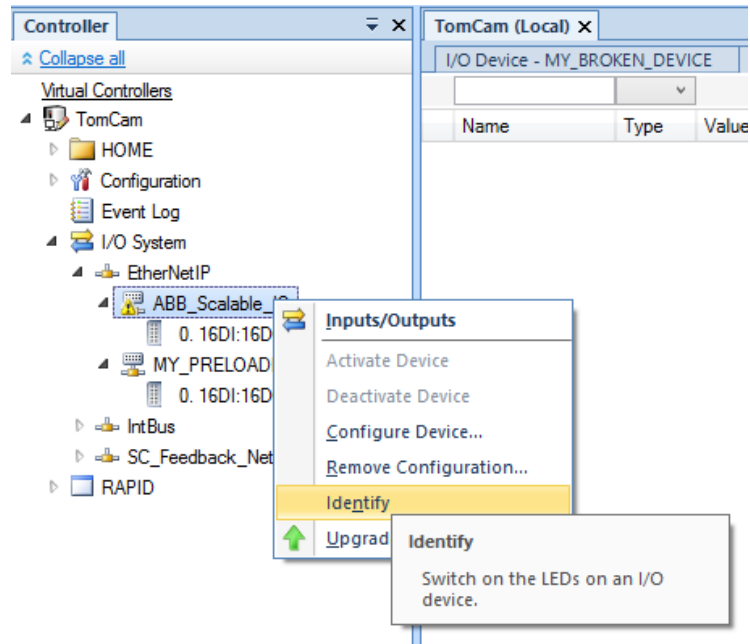 Controller
Collapse all
Virtual Controllers
TomCam
HOME
Configuration
Event Log
I/O System
EtherNetIP
ABB_Scalable_
0. 16DI:16D
MY_PRELOAD
0. 16DI:16D
IntBus
SC_Feedback_Net
RAPID
Inputs/Outputs
Activate Device
Deactivate Device
Configure Device...
Remove Configuration...
Identify
Upgrad
Identify
Switch on the LEDs on an I/O
device.
TomCam (Local)
I/O Device - MY_BROKEN_DEVICE
Name Type Value